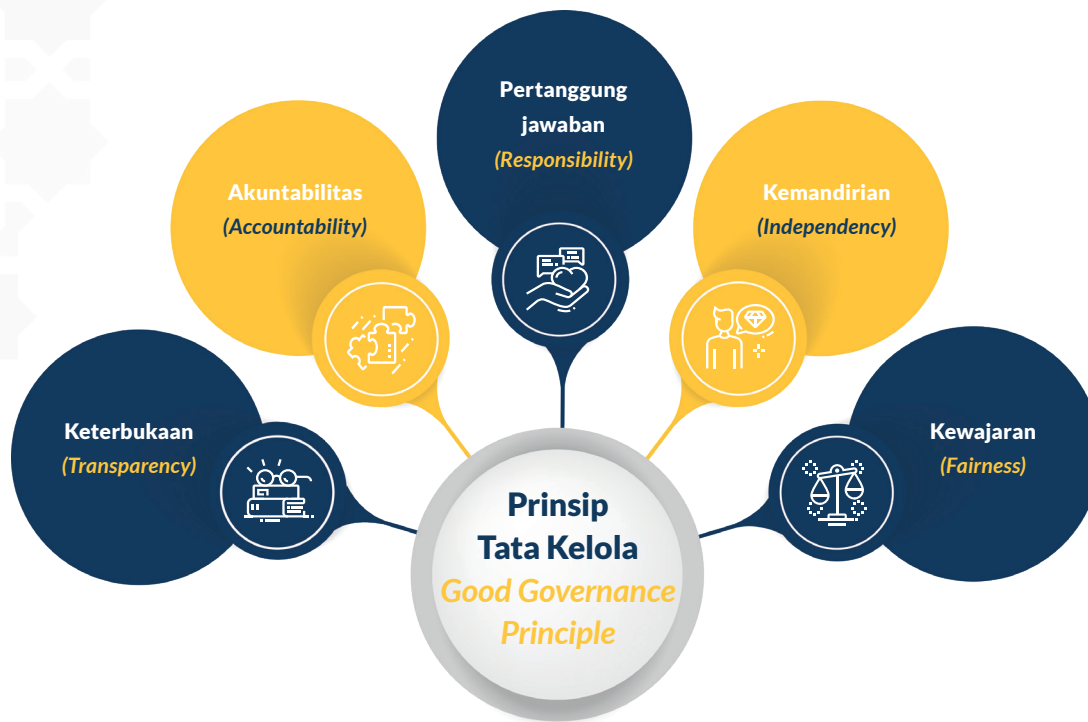 Pertanggung
jawaban
(Responsibility)
Akuntabilitas
(Accountability)
Kemandirian
(Independency)
Keterbukaan
(Transparency)
Kewajaran
(Fairness)
Prinsip
Tata Kelola
Good Governance
Principle